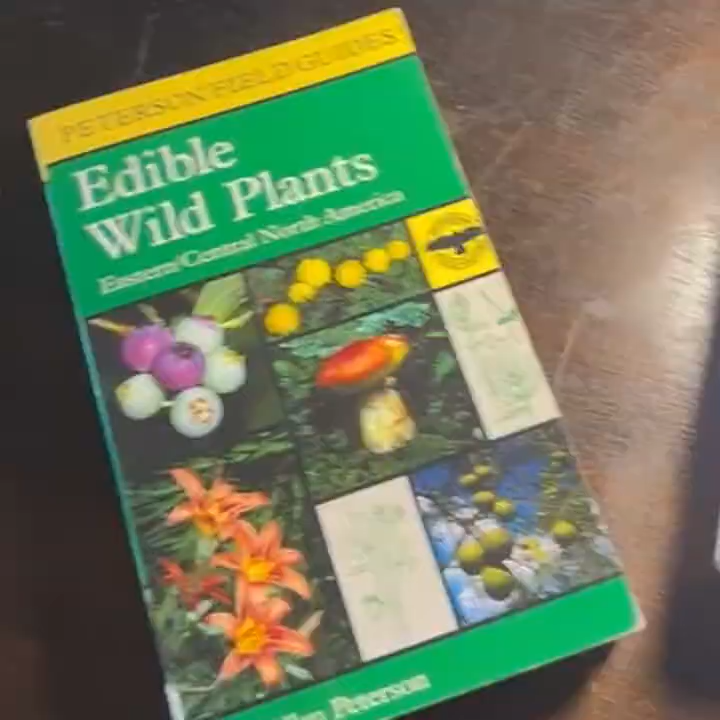 PETERSON FIELD GUIDES
Edible
Wild Plants
Eastern/Central North America
Peterson